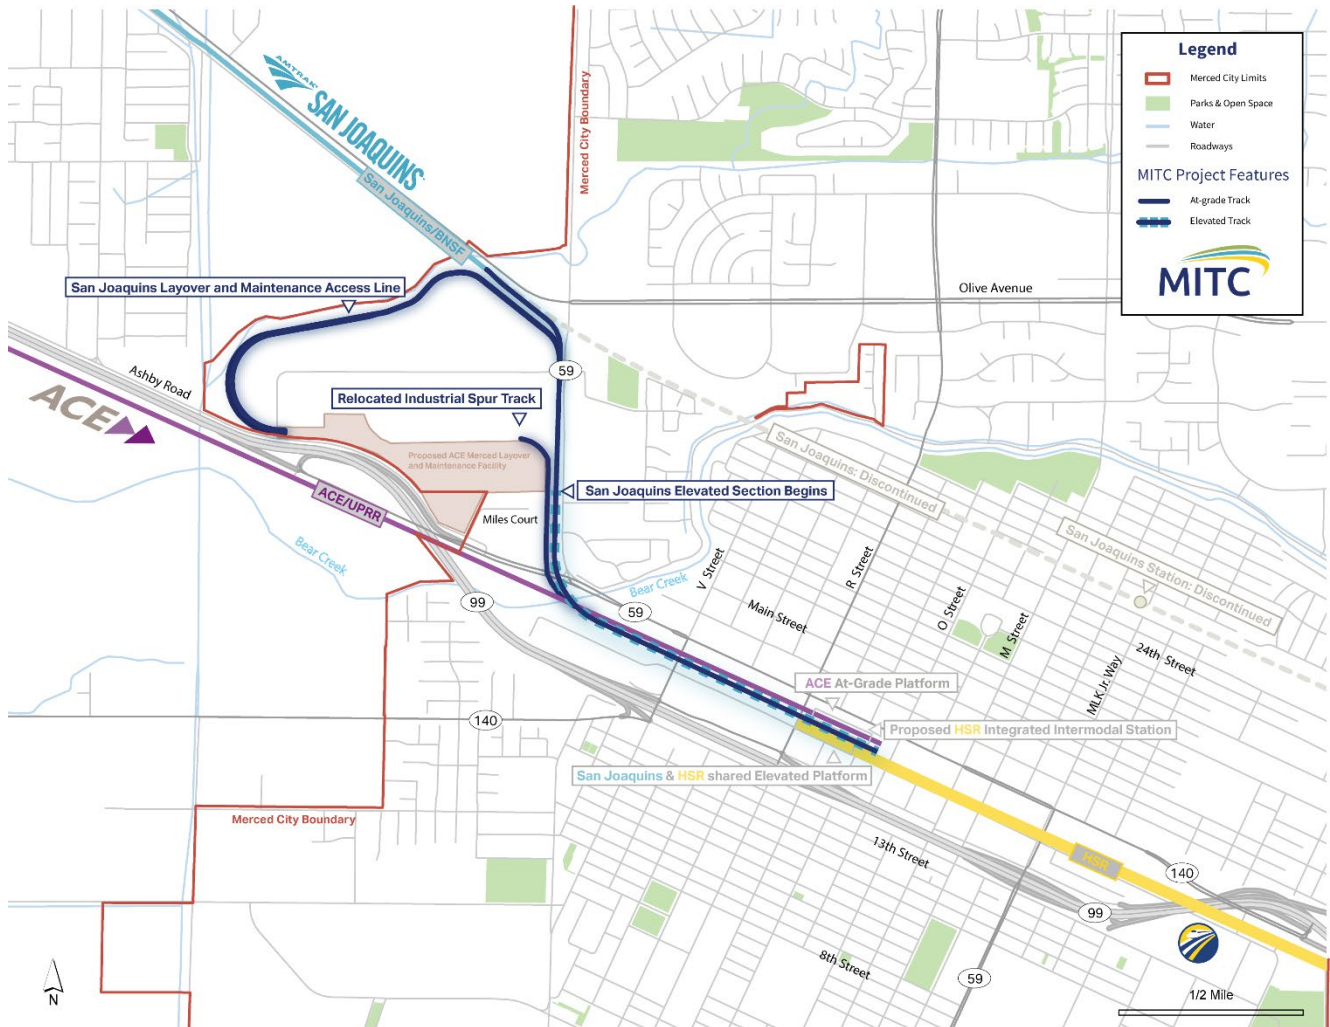 Legend
Merced City Limits
Parks & Open Space
Water
Roadways
MITC Project Features
At-grade Track
Elevated Track
MITC
AMTRAK
SAN JOAQUINS
San Joaquins/BNSF
Merced City Boundary
San Joaquins Layover and Maintenance Access Line
Olive Avenue
Ashby Road
ACE
59
Relocated Industrial Spur Track
Proposed ACE Merced Layover
and Maintenance Facility
San Joaquins: Discontinued
San Joaquins Elevated Section Begins
ACE/UPRR
Miles Court
Bear Creek
Bear Creek
99
59
V Street
R Street
Main Street
O Street
M Street
San Joaquins Station: Discontinued
24th Street
MLK Jr. Way
ACE At-Grade Platform
140
Proposed HSR Integrated Intermodal Station
San Joaquins & HSR shared Elevated Platform
Merced City Boundary
13th Street
HSR
140
99
8th Street
59
N
1/2 Mile